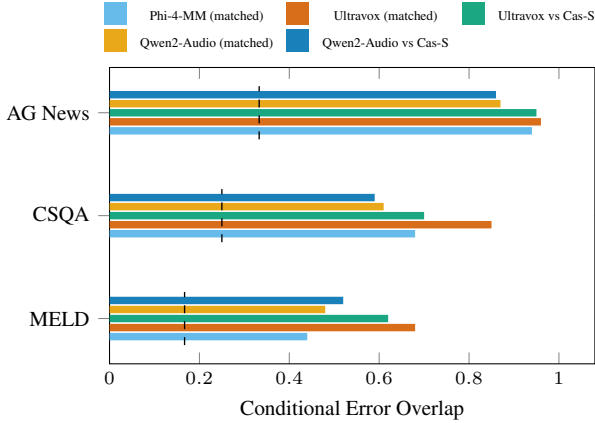 Phi-4-MM (matched) Ultravox (matched) Ultravox vs Cas-S
Qwen2-Audio (matched) Qwen2-Audio vs Cas-S
AG News
CSQA
MELD
0 0.2 0.4 0.6 0.8 1
Conditional Error Overlap